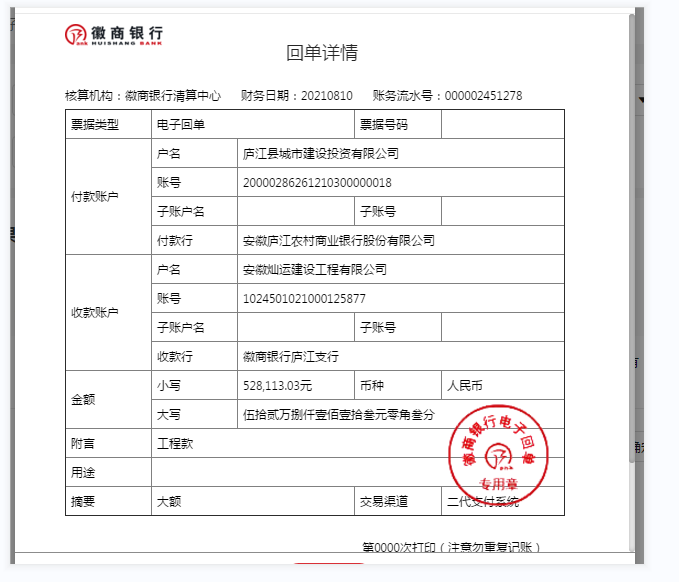 徽商银行
HUISHANG BANK
回单详情
核算机构：徽商银行清算中心 财务日期：20210810 账务流水号：000002451278
票据类型 电子回单 票据号码
付款账户
户名 庐江县城市建设投资有限公司
账号 20000286261210300000018
子账户名 子账号
付款行 安徽庐江农村商业银行股份有限公司
收款账户
户名 安徽灿运建设工程有限公司
账号 1024501021000125877
子账户名 子账号
收款行 徽商银行庐江支行
金额
小写 528,113.03元 币种 人民币
大写 伍拾贰万捌仟壹佰壹拾叁元零角叁分
附言 工程款
用途
摘要 大额 交易渠道 二代支付系统
徽商银行电子回单
专用章
第0000次打印（注意勿重复记账）